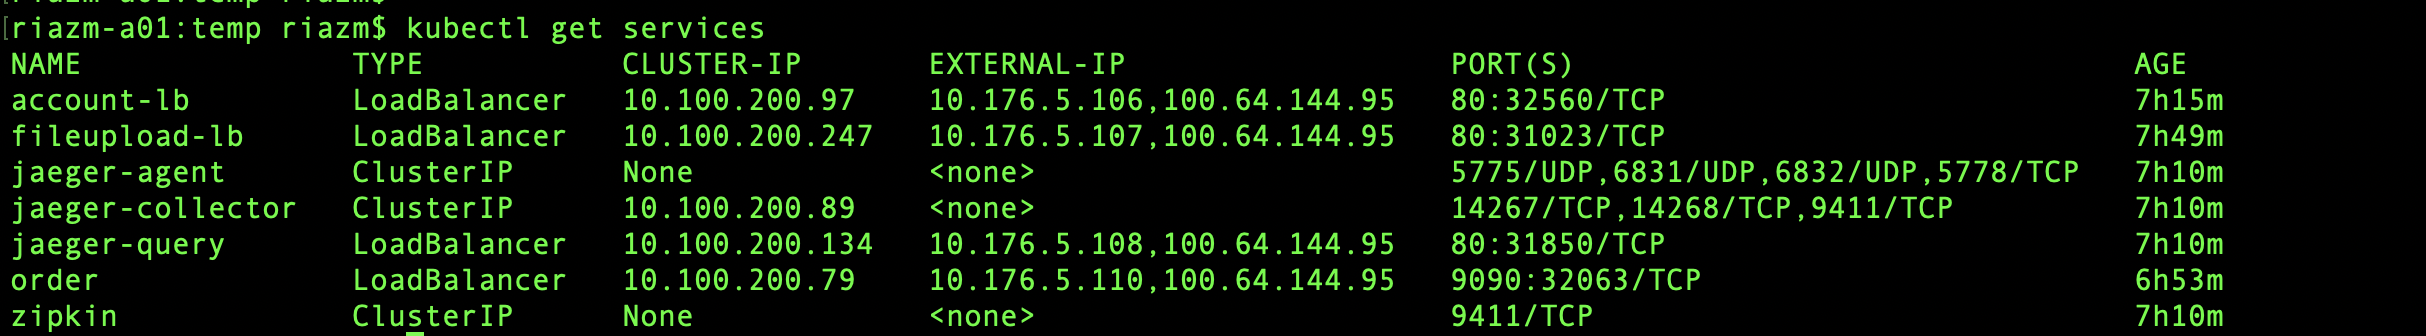 riazm-a01:temp riazm$
[riazm-a01:temp riazm$ kubectl get services
NAME TYPE CLUSTER-IP EXTERNAL-IP PORT(S) AGE
account-lb LoadBalancer 10.100.200.97 10.176.5.106,100.64.144.95 80:32560/TCP 7h15m
fileupload-lb LoadBalancer 10.100.200.247 10.176.5.107,100.64.144.95 80:31023/TCP 7h49m
jaeger-agent ClusterIP None <none> 5775/UDP,6831/UDP,6832/UDP,5778/TCP 7h10m
jaeger-collector ClusterIP 10.100.200.89 <none> 14267/TCP,14268/TCP,9411/TCP 7h10m
jaeger-query LoadBalancer 10.100.200.134 10.176.5.108,100.64.144.95 80:31850/TCP 7h10m
order LoadBalancer 10.100.200.79 10.176.5.110,100.64.144.95 9090:32063/TCP 6h53m
zipkin ClusterIP None <none> 9411/TCP 7h10m